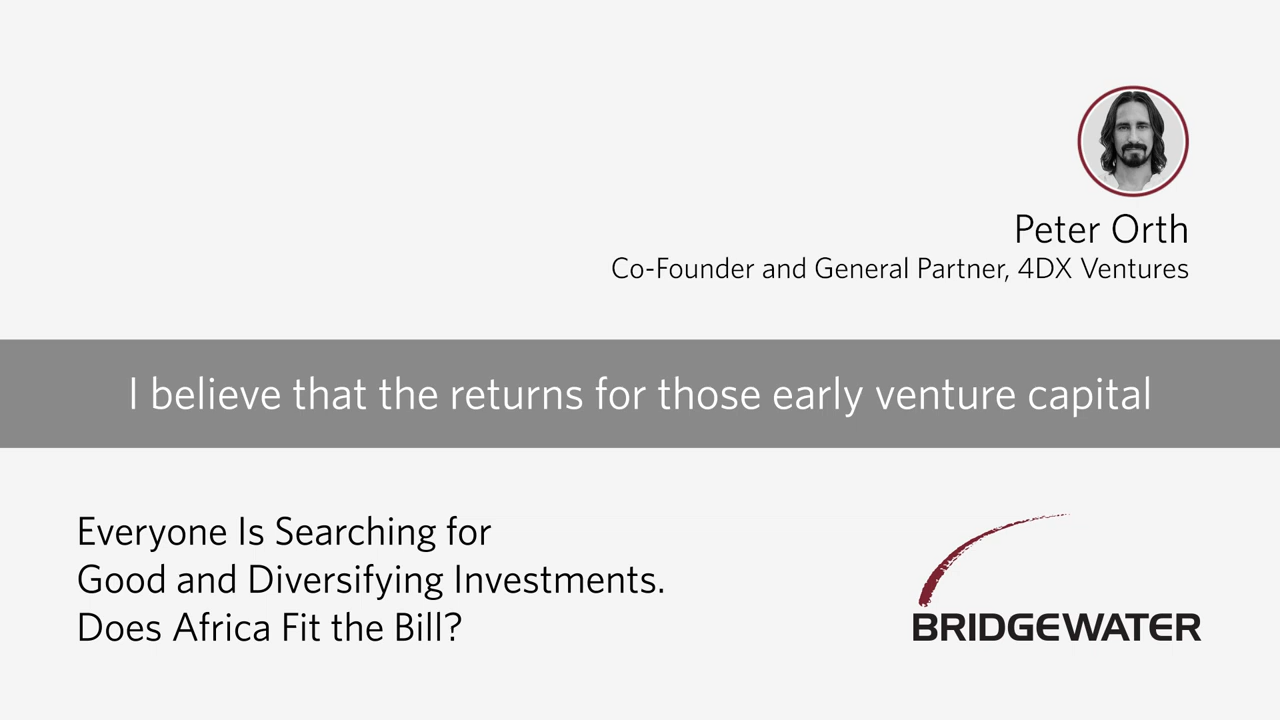 Peter Orth
Co-Founder and General Partner, 4DX Ventures
I believe that the returns for those early venture capital
Everyone Is Searching for
Good and Diversifying Investments.
Does Africa Fit the Bill?
BRIDGEWATER